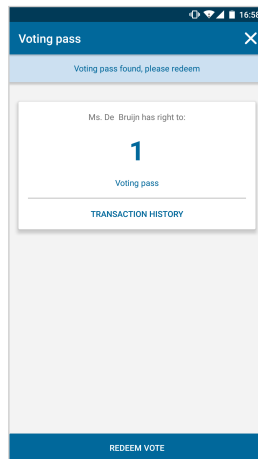 16:58
Voting pass
Voting pass found, please redeem
Ms. De Bruijn has right to:
1
Voting pass
TRANSACTION HISTORY
REDEEM VOTE